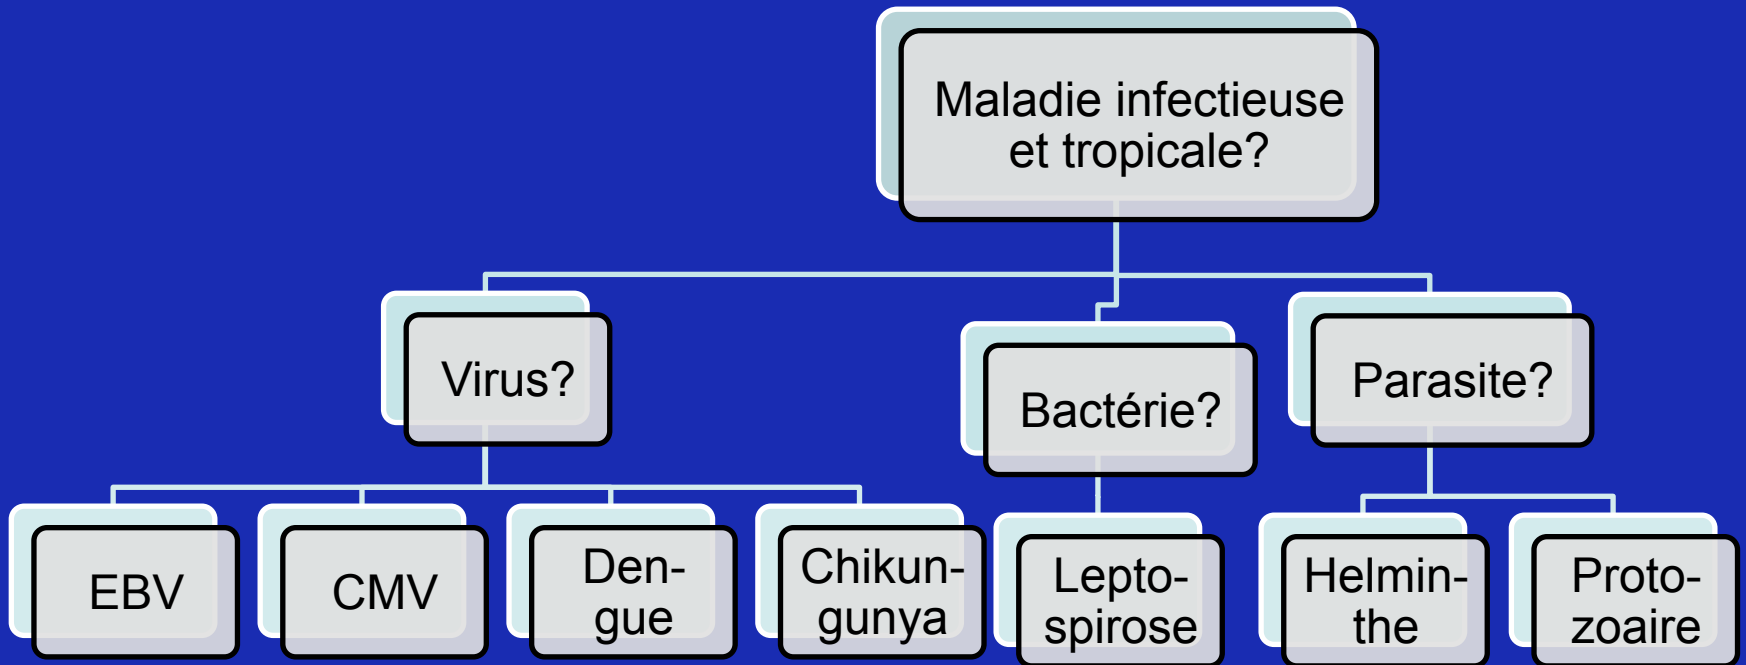 Maladie infectieuse
et tropicale?
Virus?
Bactérie?
Parasite?
EBV
CMV
Den-
gue
Chikun-
gunya
Lepto-
spirose
Helmin-
the
Proto-
zoaire